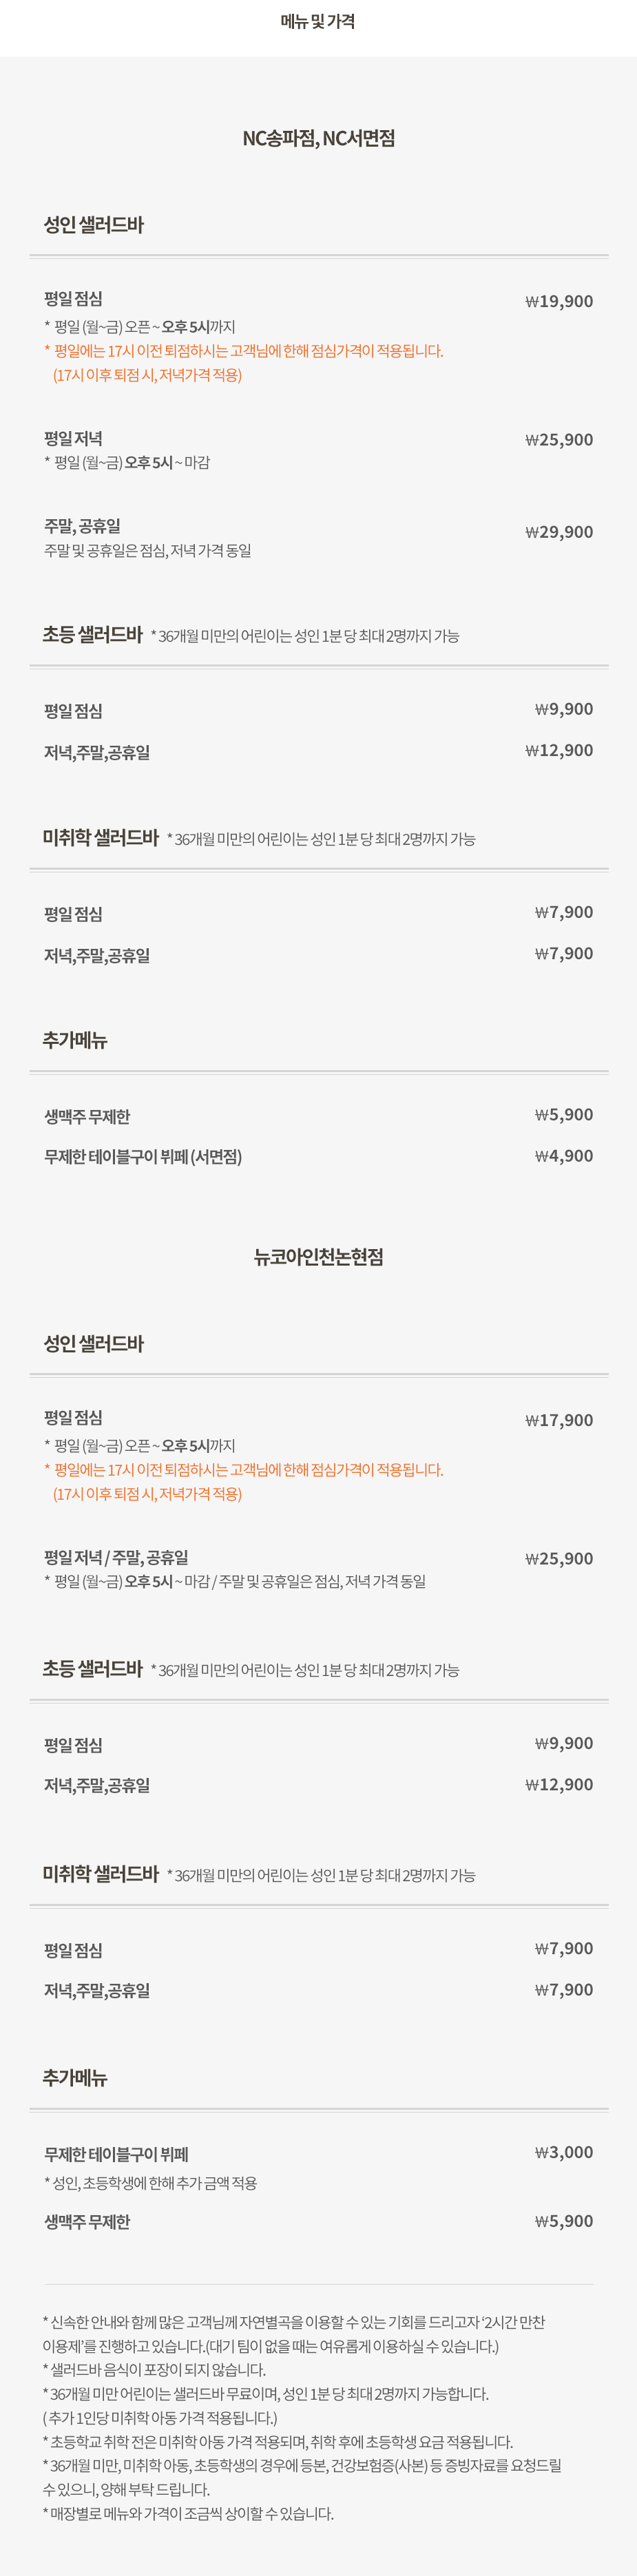 메뉴 및 가격
NC송파점, NC서면점
성인 샐러드바
평일 점심 ₩19,900
* 평일 (월~금) 오픈 ~ 오후 5시까지
* 평일에는 17시 이전 퇴점하시는 고객님에 한해 점심가격이 적용됩니다.
(17시 이후 퇴점 시, 저녁가격 적용)
평일 저녁 ₩25,900
* 평일 (월~금) 오후 5시 ~ 마감
주말, 공휴일 ₩29,900
주말 및 공휴일은 점심, 저녁 가격 동일
초등 샐러드바 * 36개월 미만의 어린이는 성인 1분 당 최대 2명까지 가능
평일 점심 ₩9,900
저녁,주말,공휴일 ₩12,900
미취학 샐러드바 * 36개월 미만의 어린이는 성인 1분 당 최대 2명까지 가능
평일 점심 ₩7,900
저녁,주말,공휴일 ₩7,900
추가메뉴
생맥주 무제한 ₩5,900
무제한 테이블구이 뷔페 (서면점) ₩4,900
뉴코아인천논현점
성인 샐러드바
평일 점심 ₩17,900
* 평일 (월~금) 오픈 ~ 오후 5시까지
* 평일에는 17시 이전 퇴점하시는 고객님에 한해 점심가격이 적용됩니다.
(17시 이후 퇴점 시, 저녁가격 적용)
평일 저녁 / 주말, 공휴일 ₩25,900
* 평일 (월~금) 오후 5시 ~ 마감 / 주말 및 공휴일은 점심, 저녁 가격 동일
초등 샐러드바 * 36개월 미만의 어린이는 성인 1분 당 최대 2명까지 가능
평일 점심 ₩9,900
저녁,주말,공휴일 ₩12,900
미취학 샐러드바 * 36개월 미만의 어린이는 성인 1분 당 최대 2명까지 가능
평일 점심 ₩7,900
저녁,주말,공휴일 ₩7,900
추가메뉴
무제한 테이블구이 뷔페 ₩3,000
* 성인, 초등학생에 한해 추가 금액 적용
생맥주 무제한 ₩5,900
* 신속한 안내와 함께 많은 고객님께 자연별곡을 이용할 수 있는 기회를 드리고자 ‘2시간 만찬
이용제’를 진행하고 있습니다.(대기 팀이 없을 때는 여유롭게 이용하실 수 있습니다.)
* 샐러드바 음식이 포장이 되지 않습니다.
* 36개월 미만 어린이는 샐러드바 무료이며, 성인 1분 당 최대 2명까지 가능합니다.
( 추가 1인당 미취학 아동 가격 적용됩니다.)
* 초등학교 취학 전은 미취학 아동 가격 적용되며, 취학 후에 초등학생 요금 적용됩니다.
* 36개월 미만, 미취학 아동, 초등학생의 경우에 등본, 건강보험증(사본) 등 증빙자료를 요청드릴
수 있으니, 양해 부탁 드립니다.
* 매장별로 메뉴와 가격이 조금씩 상이할 수 있습니다.